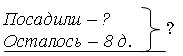 Посадили – ?
Осталось – 8 д.
?